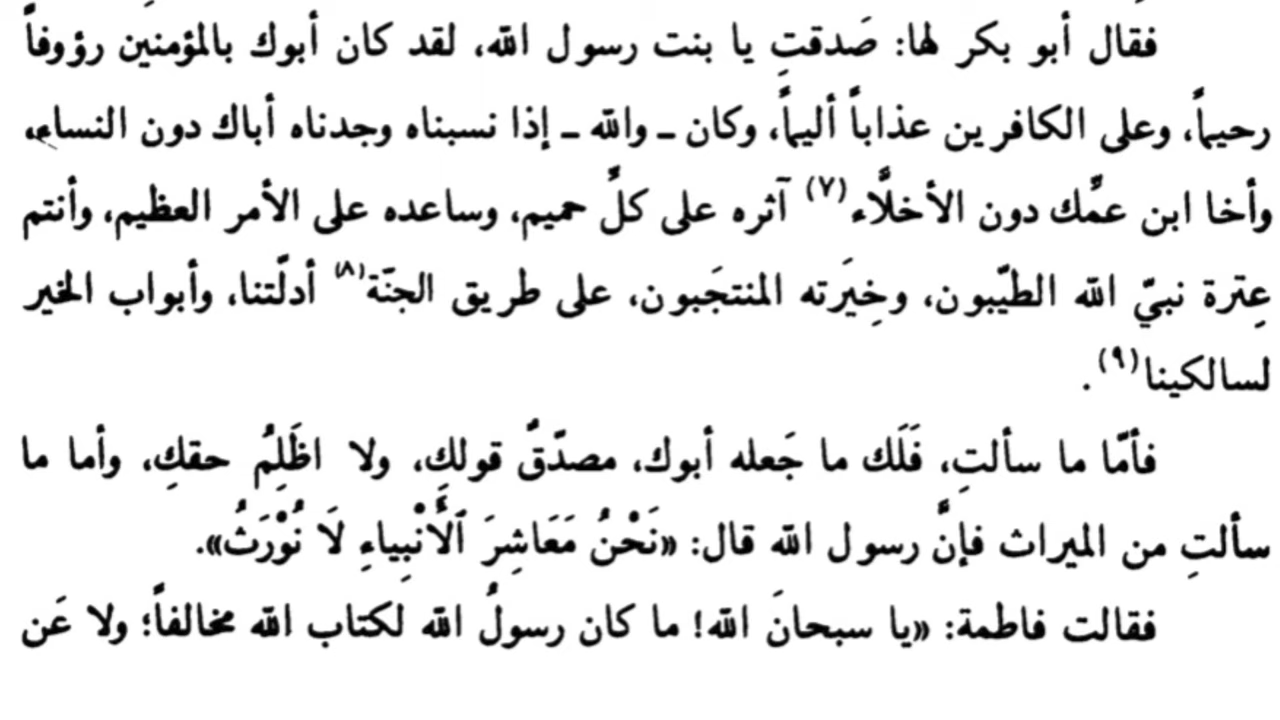 فقال أبو بكر لها: صَدقتِ يا بنت رسول الله، لقد كان أبوك بالمؤمنين رؤوفاً
رحيماً، وعلى الكافرين عذاباً أليماً، وكان ـ والله ـ إذا نسبناه وجدناه أباك دون النساء،
وأخا ابن عمِّك دون الأخلَّاء(٧) آثره على كلِّ حميم، وساعده على الأمر العظيم، وأنتم
عِترة نبيّ الله الطيّبون، وخِيَرَته المنتجَبون، على طريق الجنّة(٨) أدلّتنا، وأبواب الخير
لسالكينا(٩).
فأمّا ما سألتِ، فَلَك ما جَعله أبوك، مصدَّقٌ قولكِ، ولا اظَلِمُ حقكِ، وأما ما
سألتِ من الميراث فإنَّ رسول الله قال: «نَحْنُ مَعَاشِرَ ٱلْأَنْبِياءِ لَا نُوْرَثُ».
فقالت فاطمة: «يا سبحانَ الله! ما كان رسولُ الله لكتاب الله مخالفاً؛ ولا عَن